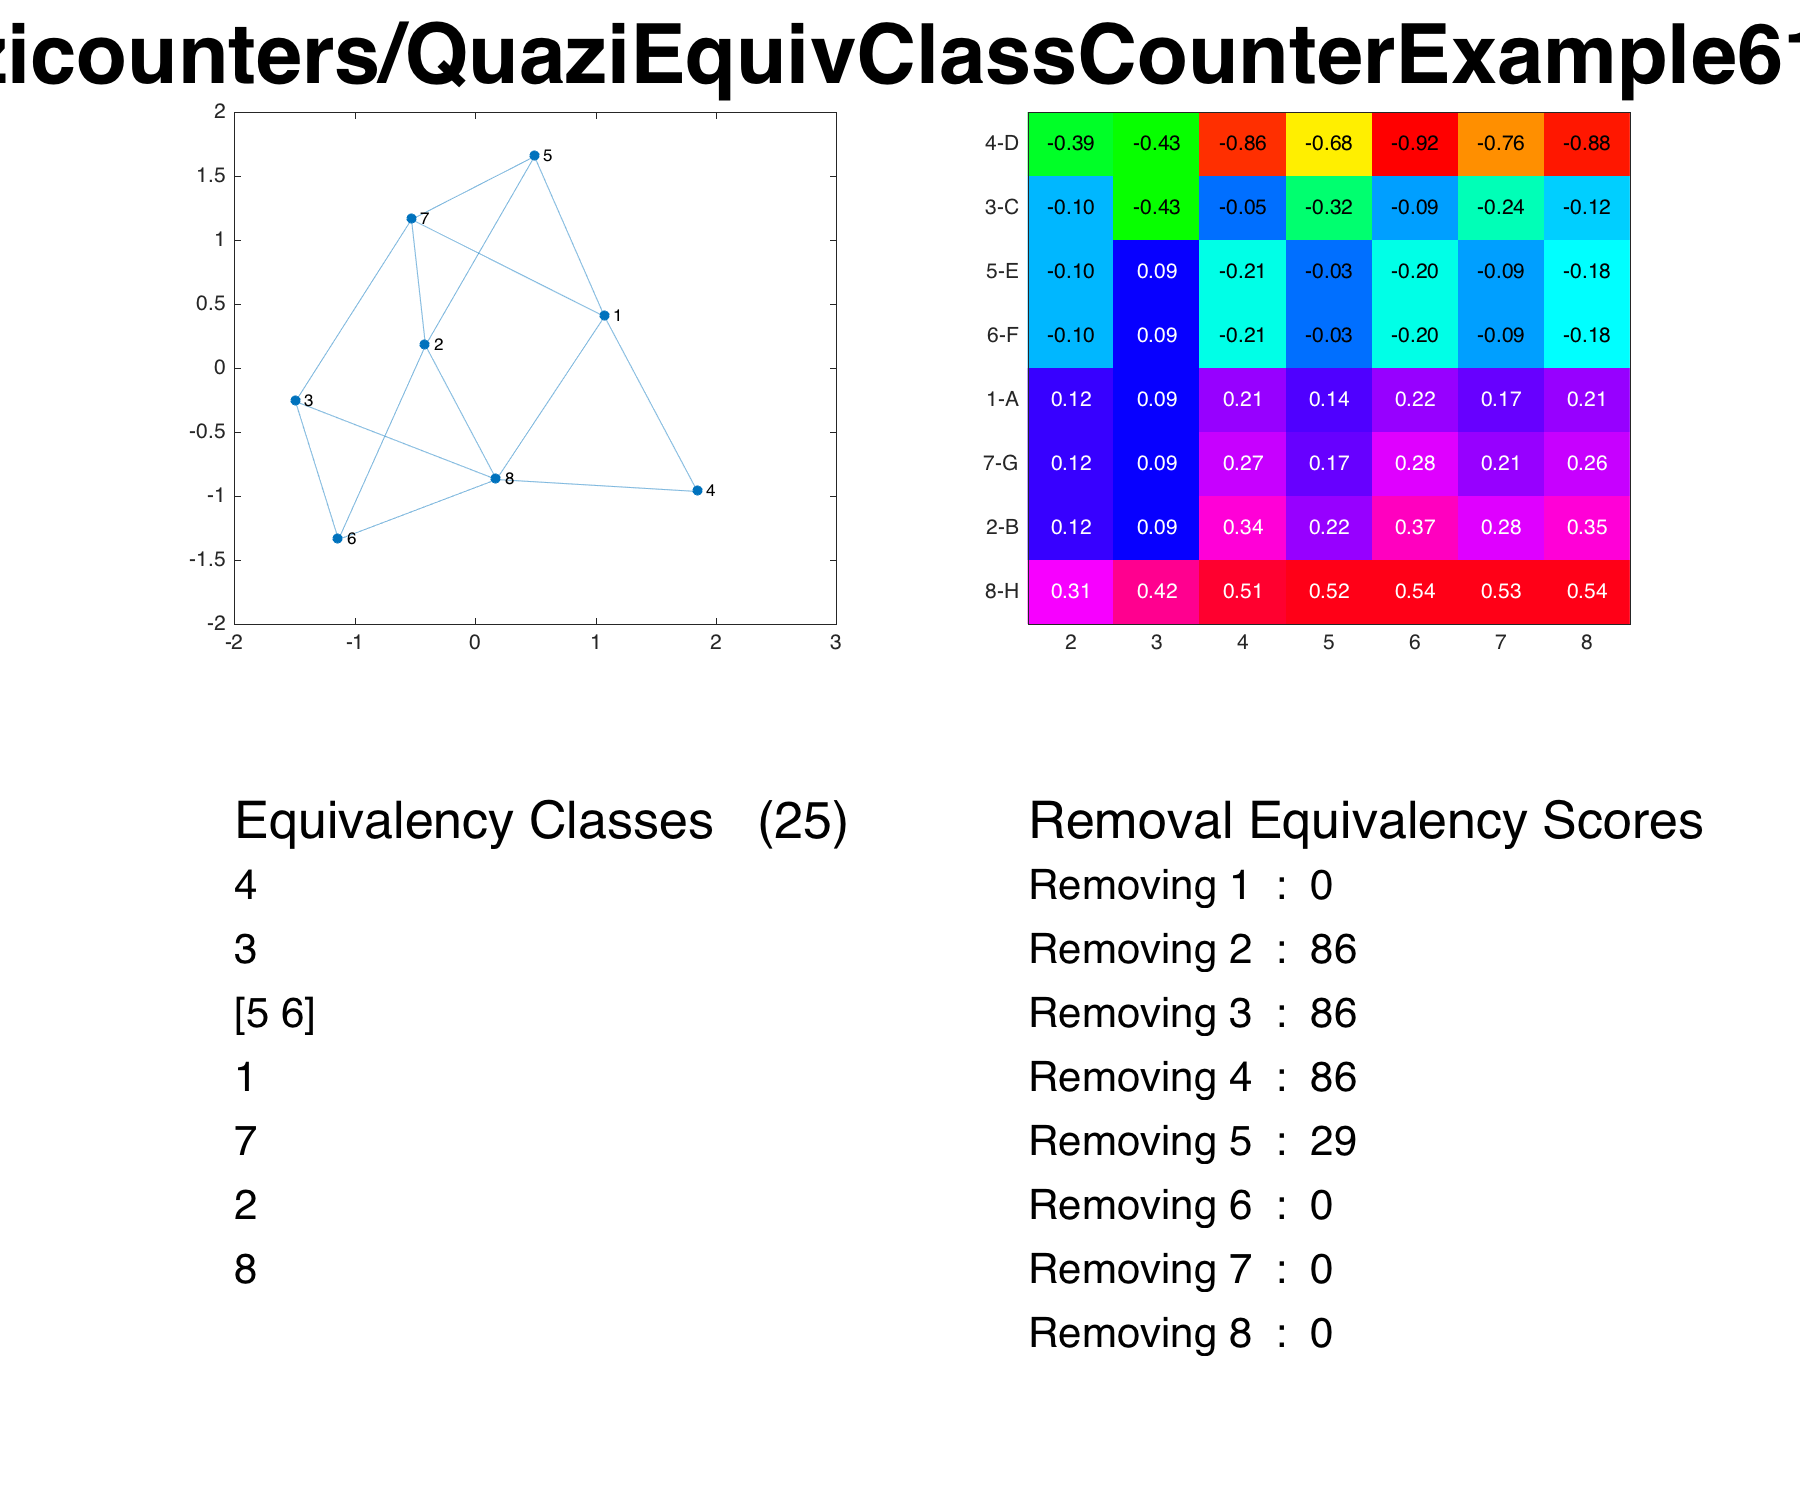 zicounters/QuaziEquivClassCounterExample61
2
1.5
1
0.5
0
-0.5
-1
-1.5
-2
-2 -1 0 1 2 3
5
7
1
2
3
8
4
6
4-D -0.39 -0.43 -0.86 -0.68 -0.92 -0.76 -0.88
3-C -0.10 -0.43 -0.05 -0.32 -0.09 -0.24 -0.12
5-E -0.10 0.09 -0.21 -0.03 -0.20 -0.09 -0.18
6-F -0.10 0.09 -0.21 -0.03 -0.20 -0.09 -0.18
1-A 0.12 0.09 0.21 0.14 0.22 0.17 0.21
7-G 0.12 0.09 0.27 0.17 0.28 0.21 0.26
2-B 0.12 0.09 0.34 0.22 0.37 0.28 0.35
8-H 0.31 0.42 0.51 0.52 0.54 0.53 0.54
2 3 4 5 6 7 8
Equivalency Classes (25)
4
3
[5 6]
1
7
2
8
Removal Equivalency Scores
Removing 1 : 0
Removing 2 : 86
Removing 3 : 86
Removing 4 : 86
Removing 5 : 29
Removing 6 : 0
Removing 7 : 0
Removing 8 : 0